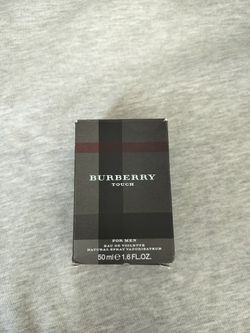 BURBERRY
TOUCH
FOR MEN
EAU DE TOILETTE
NATURAL SPRAY VAPORISATEUR
50 ml ℮ 1.6 FL.OZ.